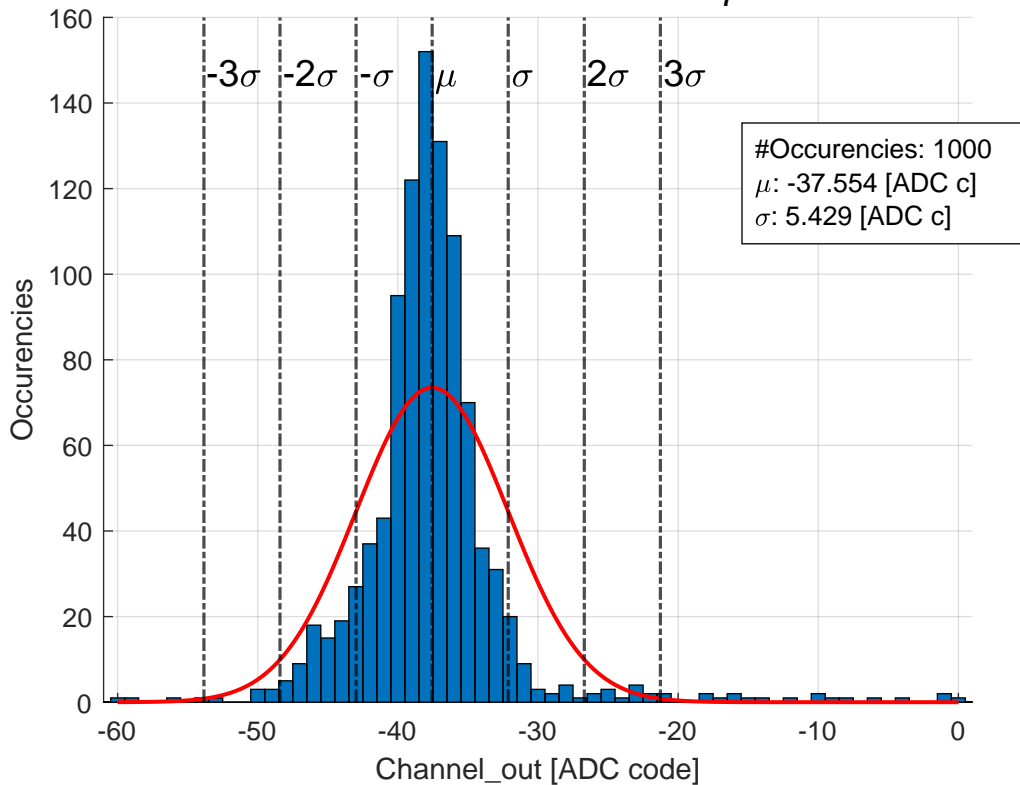 160
140
120
100
80
60
40
20
0
Occurencies
-3σ
-2σ
-σ
μ
σ
2σ
3σ
#Occurencies: 1000
μ: -37.554 [ADC c]
σ: 5.429 [ADC c]
-60
-50
-40
-30
-20
-10
0
Channel_out [ADC code]